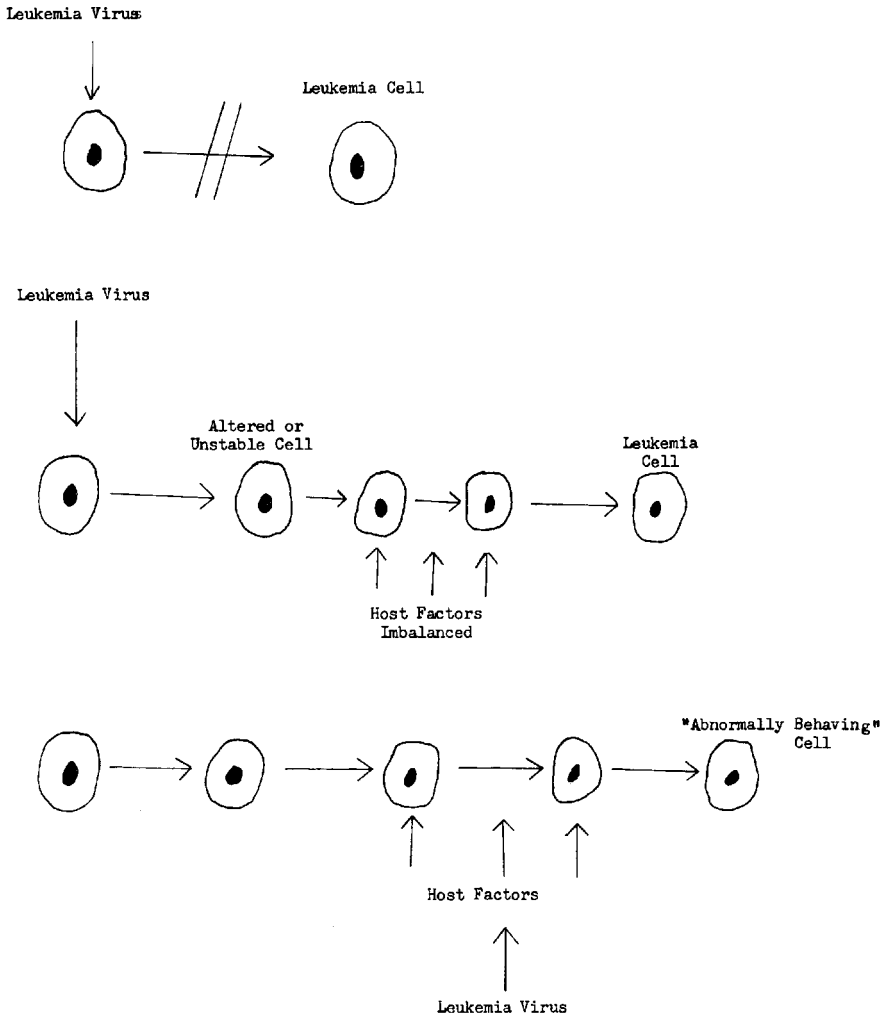 Leukemia Virus
Leukemia Cell
Leukemia Virus
Altered or
Unstable Cell
Leukemia
Cell
Host Factors
Imbalanced
"Abnormally Behaving"
Cell
Host Factors
Leukemia Virus